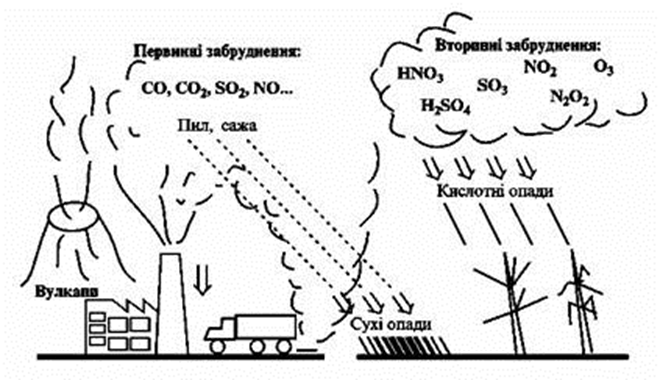 Первинні забруднення:
CO, CO₂, SO₂, NO...
Пил, сажа
Вторинні забруднення:
HNO₃
NO₂
O₃
SO₃
H₂SO₄
N₂O₂
Кислотні опади
Вулкани
Сухі опади